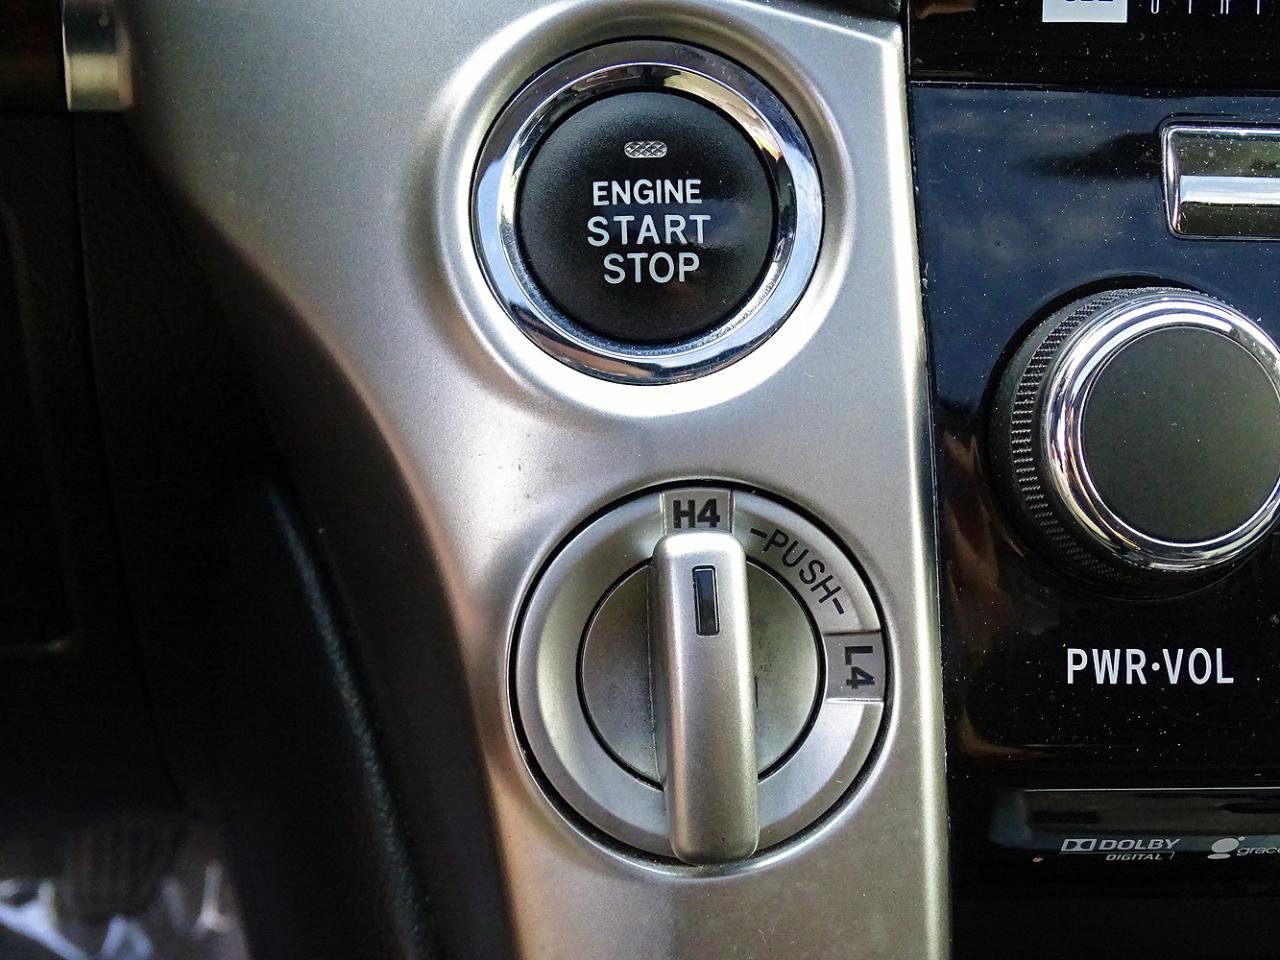 ENGINE
START
STOP
H4
-PUSH-
L4
PWR·VOL
DOLBY
DIGITAL